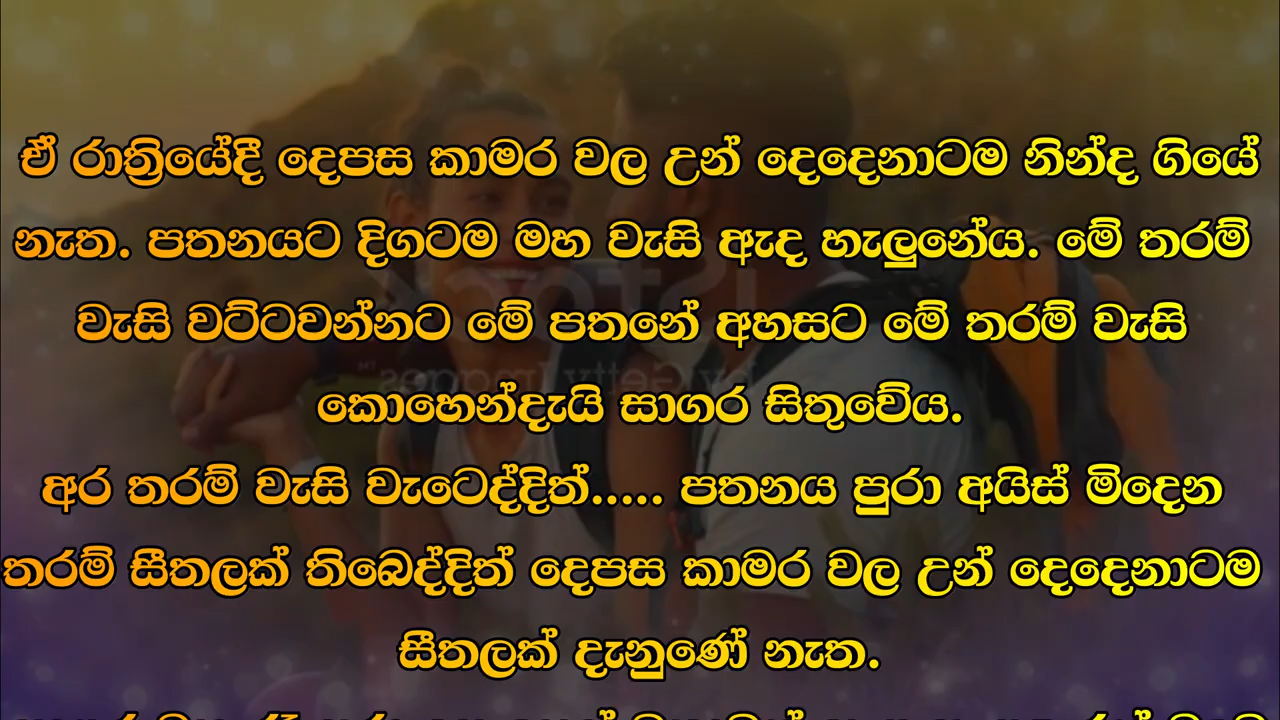 ඒ රාත්‍රියේදී දෙපස කාමර වල උන් දෙදෙනාටම නින්ද ගියේ
නැත. පතනයට දිගටම මහ වැසි ඇද හැලුනේය. මේ තරම්
වැසි වට්ටවන්නට මේ පතනේ අහසට මේ තරම් වැසි
කොහෙන්දැයි සාගර සිතුවේය.
අර තරම් වැසි වැටෙද්දිත්..... පතනය පුරා අයිස් මිදෙන
තරම් සීතලක් තිබෙද්දිත් දෙපස කාමර වල උන් දෙදෙනාටම
සීතලක් දැනුණේ නැත.